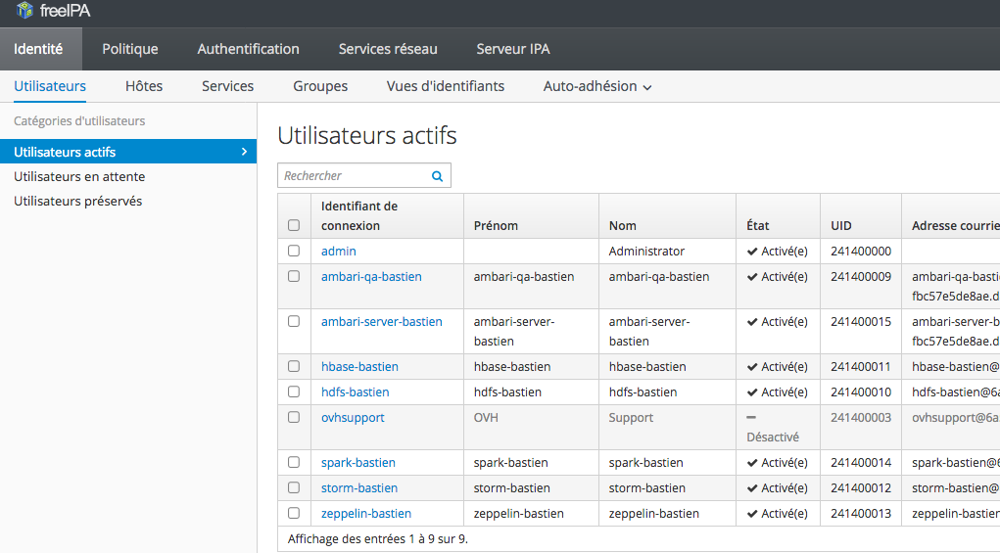 freeIPA
Identité Politique Authentification Services réseau Serveur IPA
Utilisateurs Hôtes Services Groupes Vues d'identifiants Auto-adhésion
Catégories d'utilisateurs
Utilisateurs actifs
Utilisateurs en attente
Utilisateurs préservés
Utilisateurs actifs
Rechercher
Identifiant de
connexion Prénom Nom État UID Adresse courrie
admin Administrator Activé(e) 241400000
ambari-qa-bastien ambari-qa-bastien ambari-qa-bastien Activé(e) 241400009 ambari-qa-basti
fbc57e5de8ae.d
ambari-server-bastien ambari-server- ambari-server- Activé(e) 241400015 ambari-server-b
bastien bastien fbc57e5de8ae.d
hbase-bastien hbase-bastien hbase-bastien Activé(e) 241400011 hbase-bastien@
hdfs-bastien hdfs-bastien hdfs-bastien Activé(e) 241400010 hdfs-bastien@6a
ovhsupport OVH Support 241400003 ovhsupport@6a
Désactivé
spark-bastien spark-bastien spark-bastien Activé(e) 241400014 spark-bastien@6
storm-bastien storm-bastien storm-bastien Activé(e) 241400012 storm-bastien@
zeppelin-bastien zeppelin-bastien zeppelin-bastien Activé(e) 241400013 zeppelin-bastien
Affichage des entrées 1 à 9 sur 9.